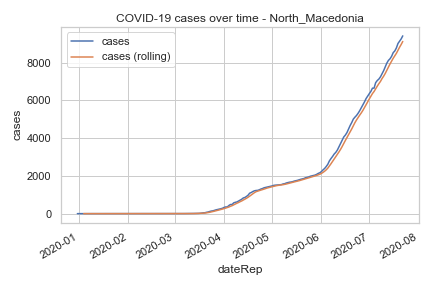 COVID-19 cases over time - North_Macedonia
cases
cases (rolling)
cases
8000
6000
4000
2000
0
2020-01
2020-02
2020-03
2020-04
2020-05
2020-06
2020-07
2020-08
dateRep